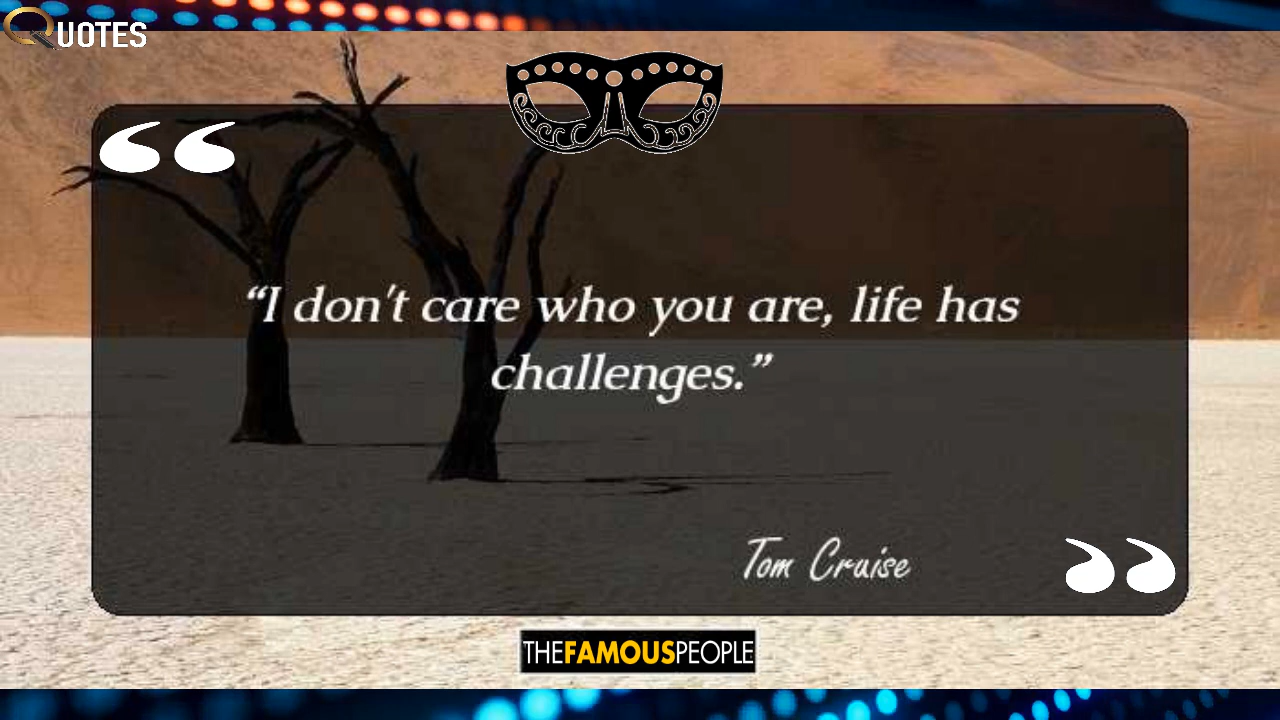 QUOTES
“I don't care who you are, life has
challenges.”
Tom Cruise
THEFAMOUSPEOPLE